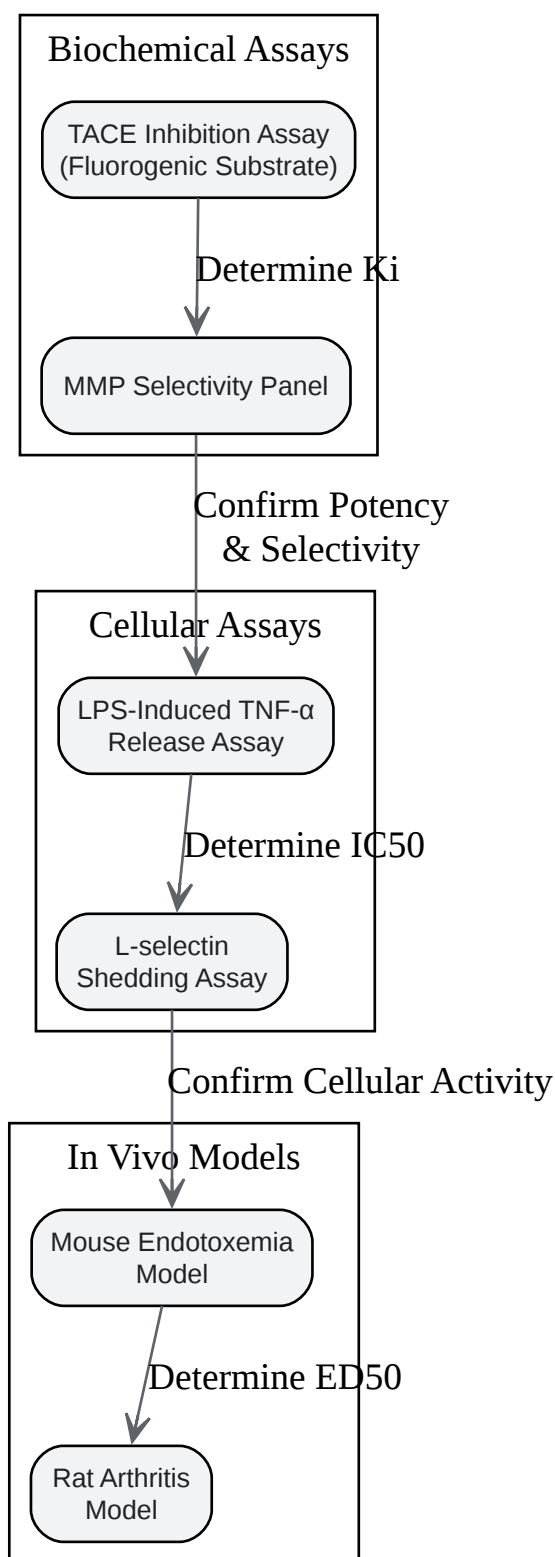 Biochemical Assays
TACE Inhibition Assay
(Fluorogenic Substrate)
Determine Ki
MMP Selectivity Panel
Confirm Potency
& Selectivity
Cellular Assays
LPS-Induced TNF-α
Release Assay
Determine IC50
L-selectin
Shedding Assay
Confirm Cellular Activity
In Vivo Models
Mouse Endotoxemia
Model
Determine ED50
Rat Arthritis
Model